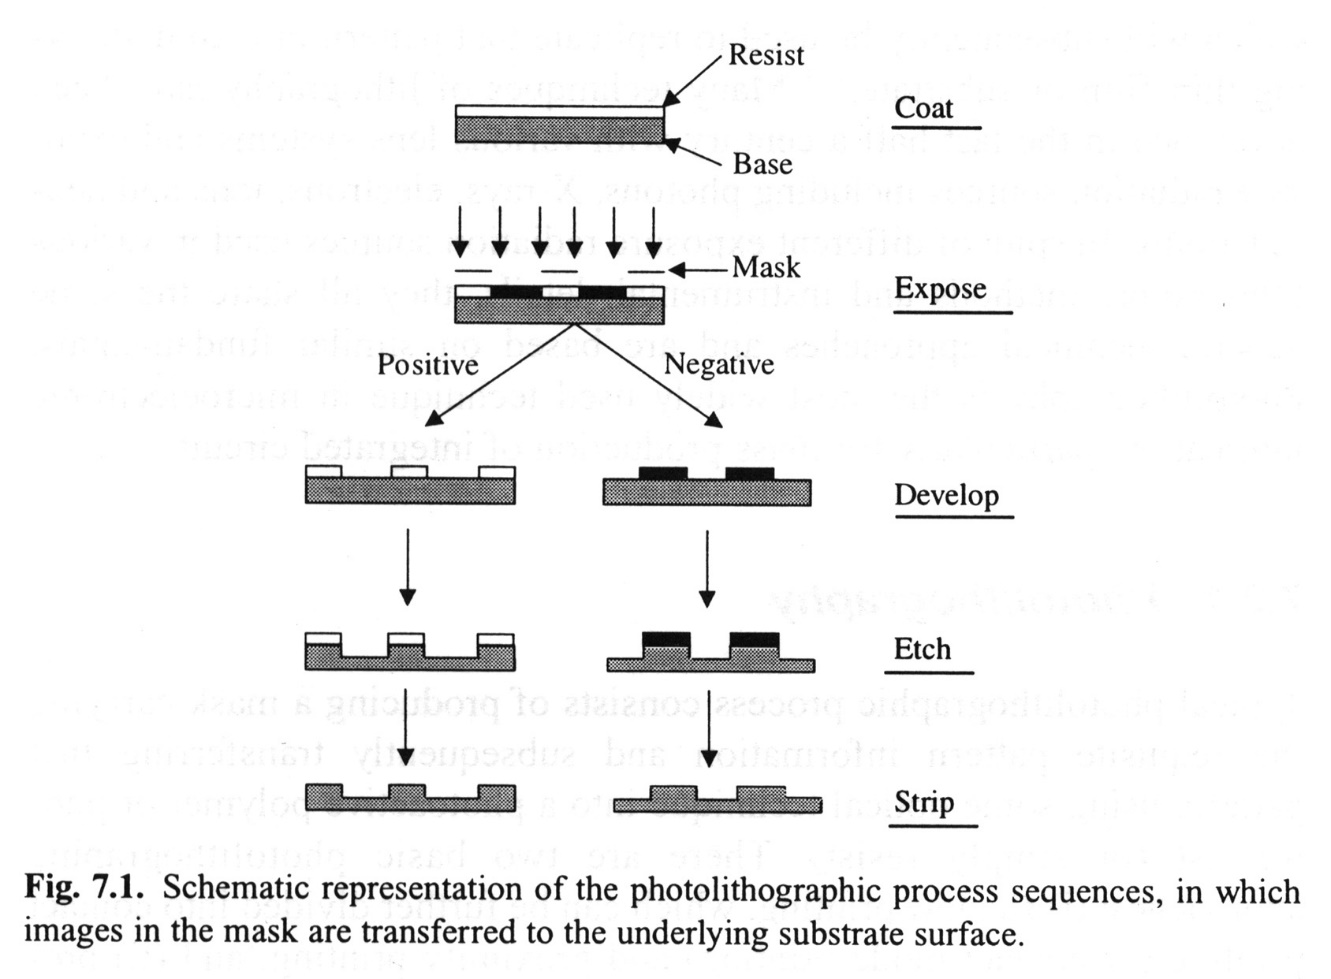 Resist
Coat
Base
Mask
Expose
Positive
Negative
Develop
Etch
Strip
Fig. 7.1. Schematic representation of the photolithographic process sequences, in which
images in the mask are transferred to the underlying substrate surface.